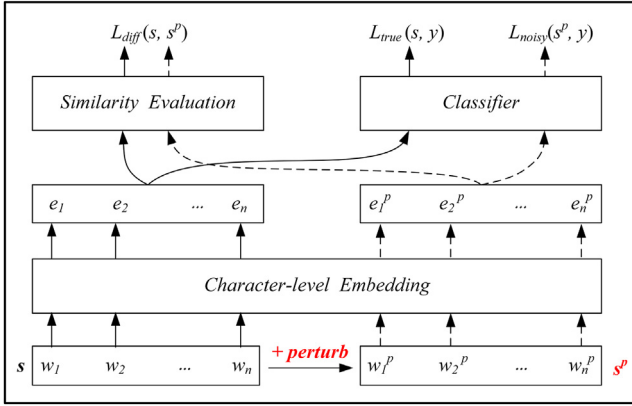 L_diff(s, s^p) L_true(s, y) L_noisy(s^p, y)
Similarity Evaluation Classifier
e_1 e_2 ... e_n e_1^p e_2^p ... e_n^p
Character-level Embedding
s w_1 w_2 ... w_n + perturb w_1^p w_2^p ... w_n^p s^p